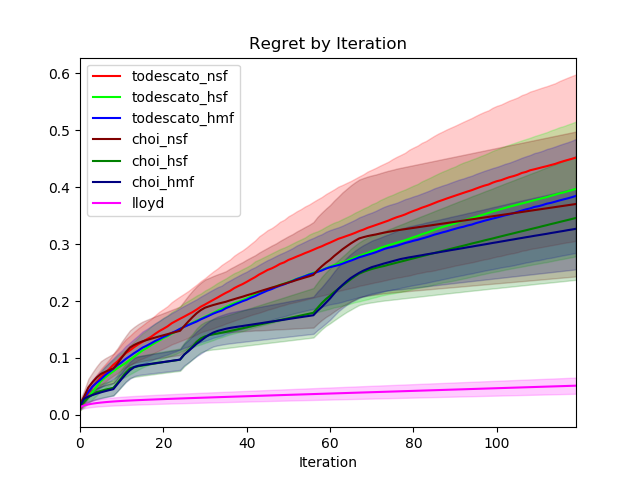 Regret by Iteration
0.6
0.5
0.4
0.3
0.2
0.1
0.0
todescato_nsf
todescato_hsf
todescato_hmf
choi_nsf
choi_hsf
choi_hmf
lloyd
0 20 40 60 80 100
Iteration